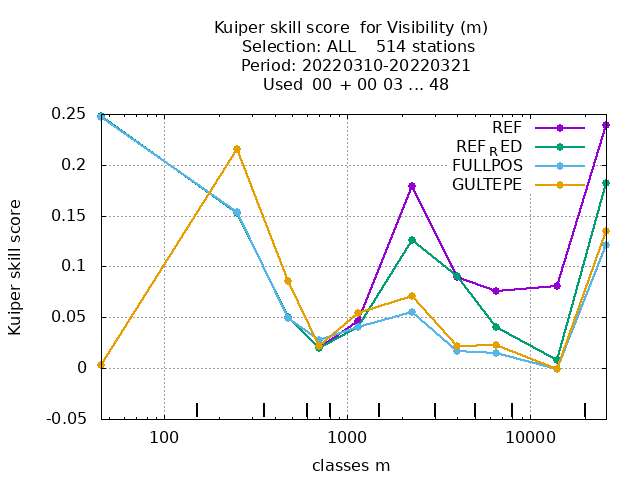 Kuiper skill score  for Visibility (m)
Selection: ALL    514 stations
Period: 20220310-20220321
Used  00 + 00 03 ... 48
0.25
0.2
0.15
0.1
0.05
0
-0.05
Kuiper skill score
REF
REF RED
FULLPOS
GULTEPE
100
1000
10000
classes m